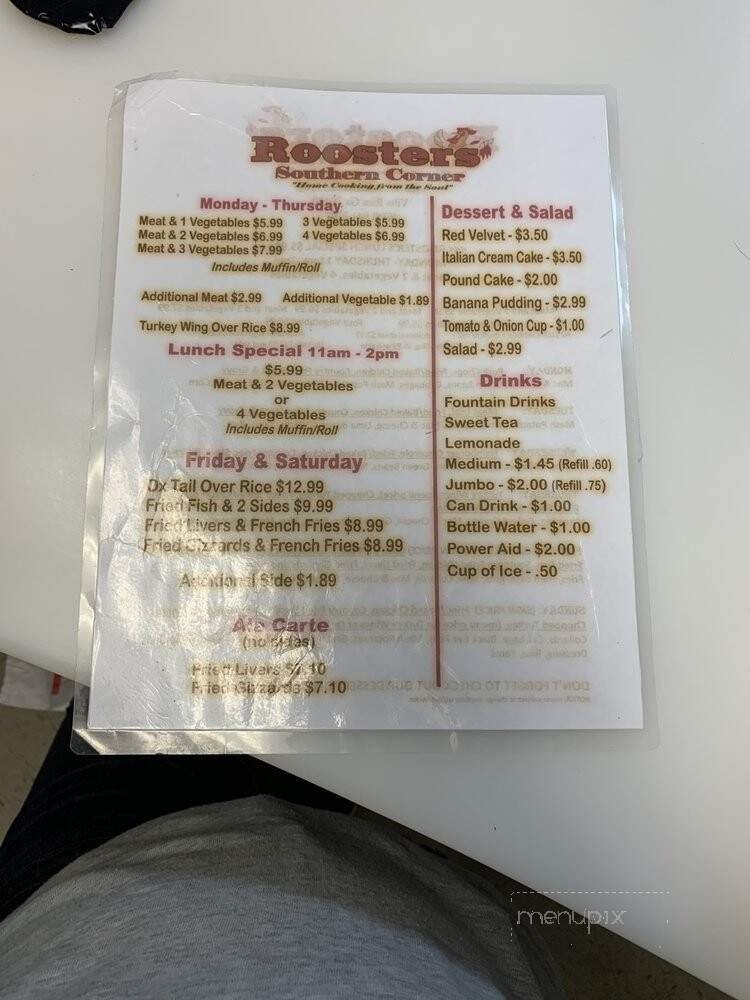 Roosters
Southern Corner
"Home Cooking from the Soul"
Monday - Thursday
Meat & 1 Vegetables $5.99 3 Vegetables $5.99
Meat & 2 Vegetables $6.99 4 Vegetables $6.99
Meat & 3 Vegetables $7.99
Includes Muffin/Roll
Additional Meat $2.99 Additional Vegetable $1.89
Turkey Wing Over Rice $8.99
Lunch Special 11am - 2pm
$5.99
Meat & 2 Vegetables
or
4 Vegetables
Includes Muffin/Roll
Friday & Saturday
Ox Tail Over Rice $12.99
Fried Fish & 2 Sides $9.99
Fried Livers & French Fries $8.99
Fried Gizzards & French Fries $8.99
Additional Side $1.89
Ala Carte
(no sides)
Fried Livers $7.10
Fried Gizzards $7.10
Dessert & Salad
Red Velvet - $3.50
Italian Cream Cake - $3.50
Pound Cake - $2.00
Banana Pudding - $2.99
Tomato & Onion Cup - $1.00
Salad - $2.99
Drinks
Fountain Drinks
Sweet Tea
Lemonade
Medium - $1.45 (Refill .60)
Jumbo - $2.00 (Refill .75)
Can Drink - $1.00
Bottle Water - $1.00
Power Aid - $2.00
Cup of Ice - .50
menupix